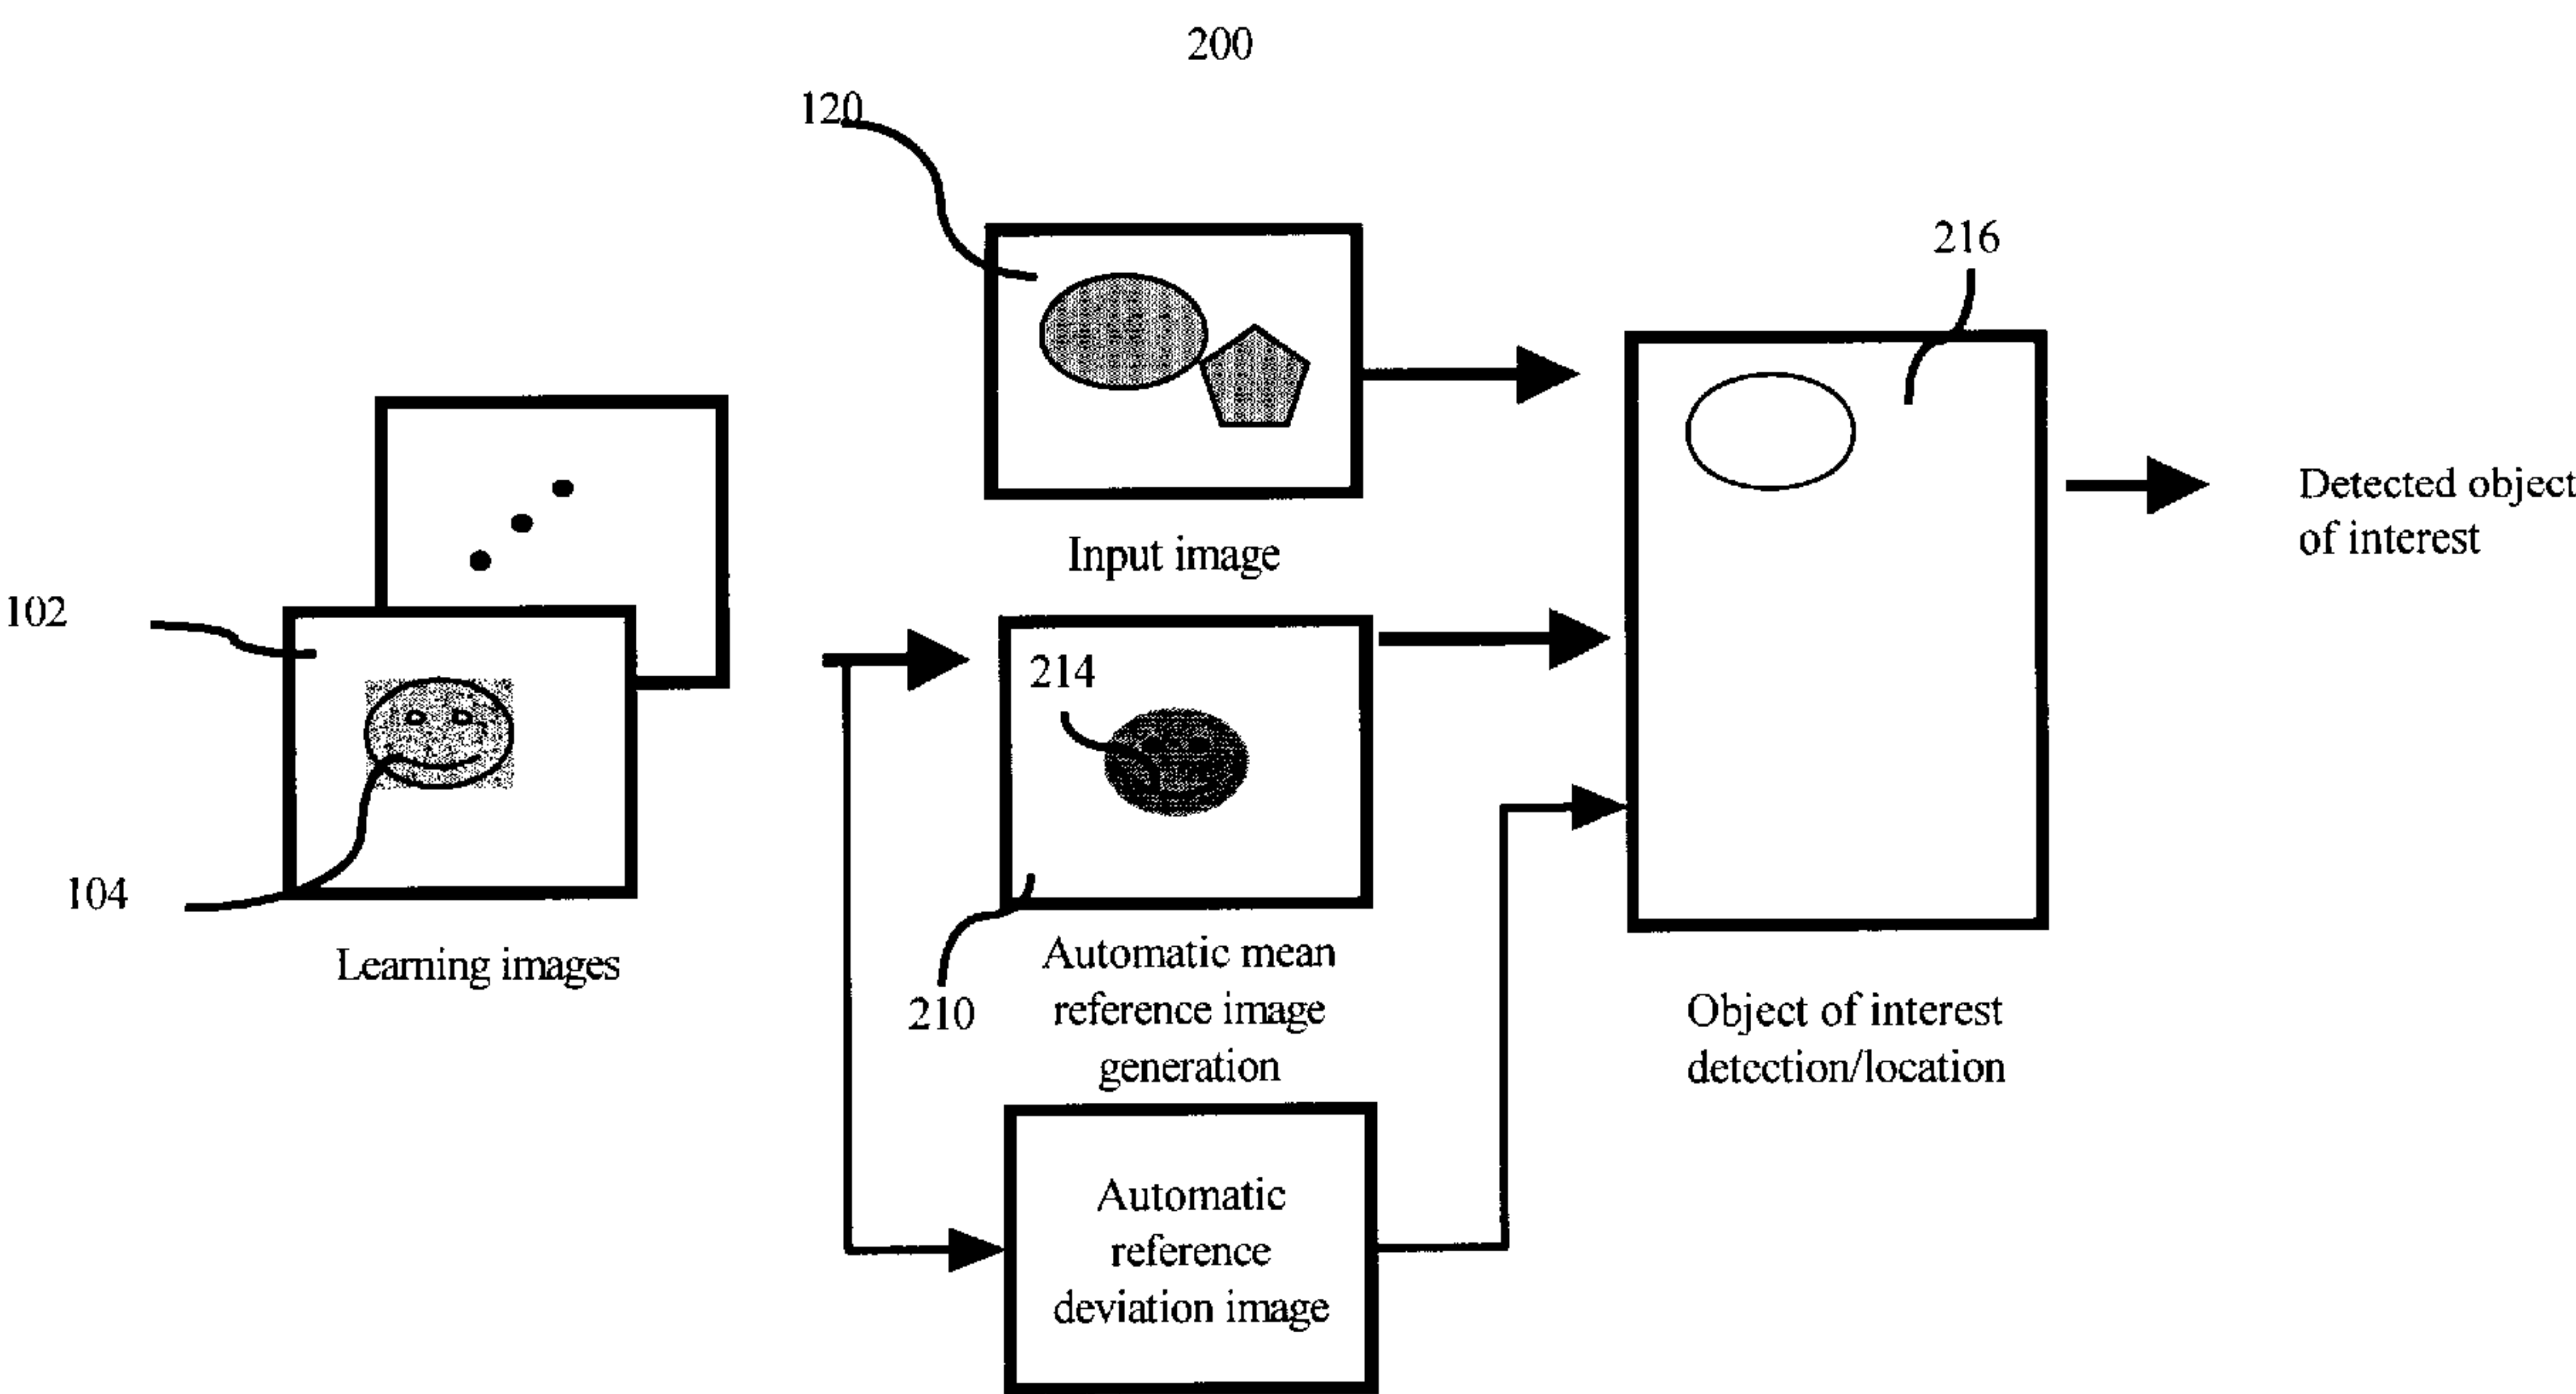 200
120
216
Input image
Detected object
of interest
102
214
104
Learning images
210
Automatic mean
reference image
generation
Object of interest
detection/location
Automatic
reference
deviation image